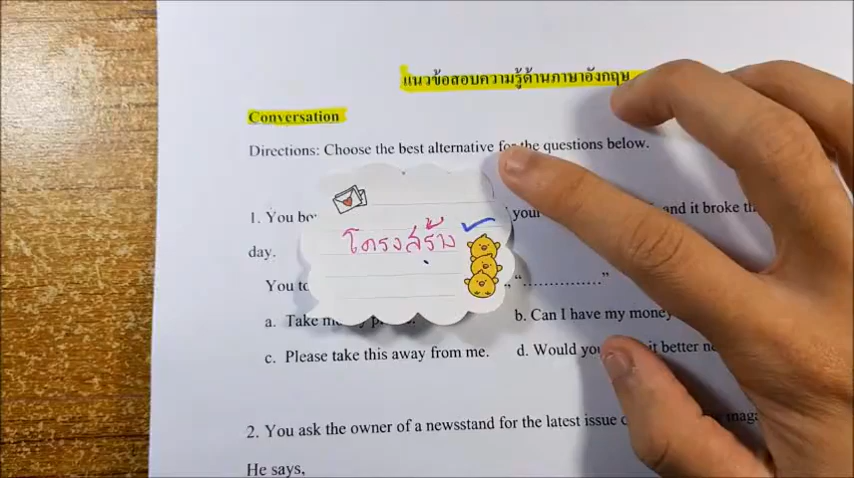 แนวข้อสอบความรู้ด้านภาษาอังกฤษ
Conversation
Directions: Choose the best alternative for the questions below.
1. You your and it broke
day.
โครงสร้าง
You “……………”
a. Take b. Can I have my money
c. Please take this away from me. d. Would you it better
2. You ask the owner of a newsstand for the latest issue
He says,